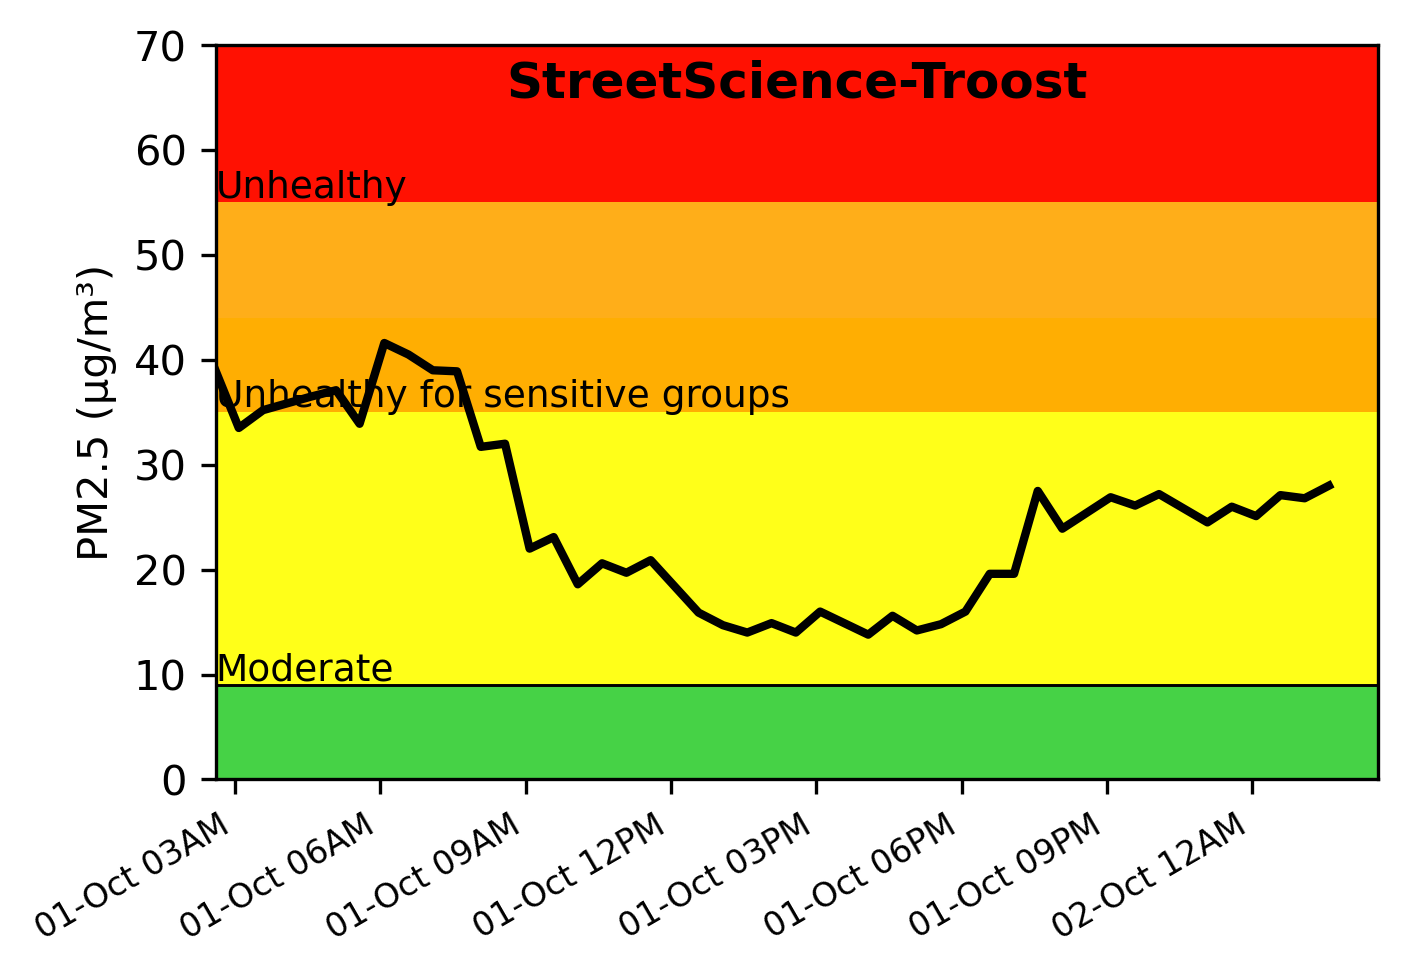 StreetScience-Troost
70
60
50
40
30
20
10
0
PM2.5 (µg/m³)
Unhealthy
Unhealthy for sensitive groups
Moderate
01-Oct 03AM
01-Oct 06AM
01-Oct 09AM
01-Oct 12PM
01-Oct 03PM
01-Oct 06PM
01-Oct 09PM
02-Oct 12AM